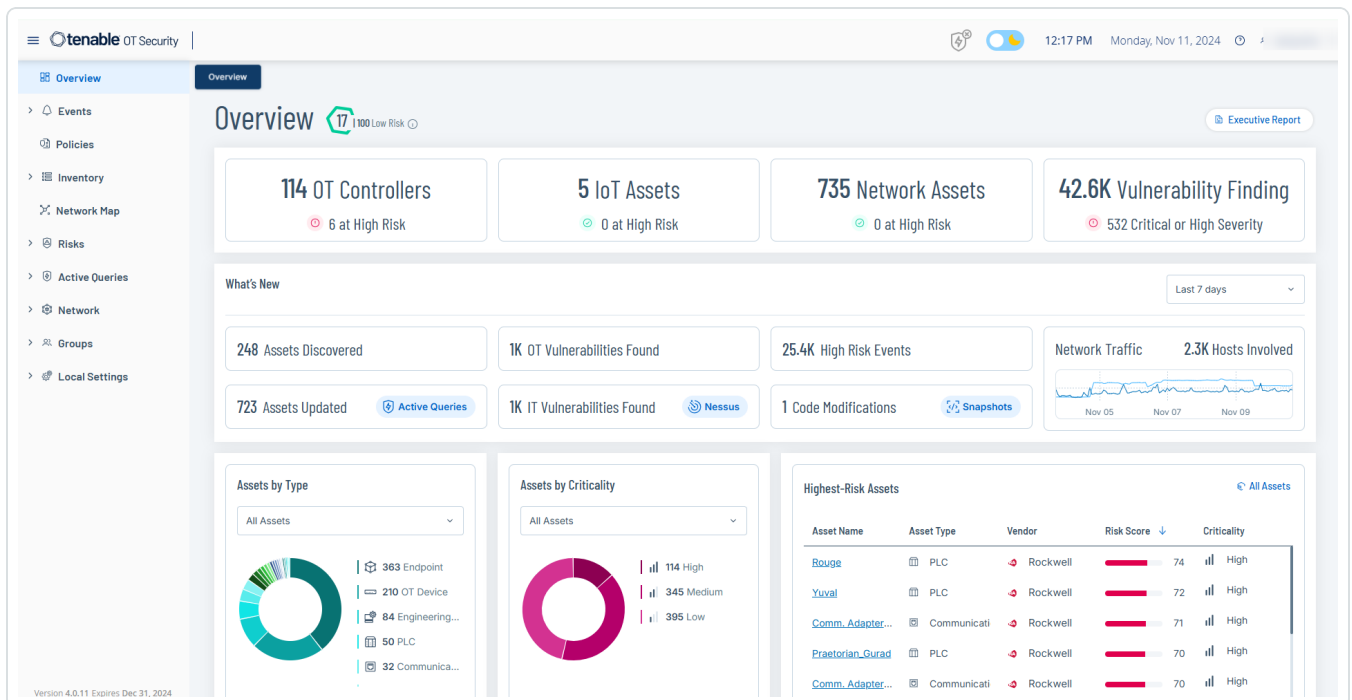 tenable OT Security
12:17 PM Monday, Nov 11, 2024
Overview
Events
Policies
Inventory
Network Map
Risks
Active Queries
Network
Groups
Local Settings
Version 4.0.11 Expires Dec 31, 2024
Overview
Overview 17 | 100 Low Risk
Executive Report
114 OT Controllers
6 at High Risk
5 IoT Assets
0 at High Risk
735 Network Assets
0 at High Risk
42.6K Vulnerability Finding
532 Critical or High Severity
What's New
Last 7 days
248 Assets Discovered
1K OT Vulnerabilities Found
25.4K High Risk Events
723 Assets Updated Active Queries
1K IT Vulnerabilities Found Nessus
1 Code Modifications Snapshots
Network Traffic 2.3K Hosts Involved
Nov 05 Nov 07 Nov 09
Assets by Type
All Assets
363 Endpoint
210 OT Device
84 Engineering...
50 PLC
32 Communica...
Assets by Criticality
All Assets
114 High
345 Medium
395 Low
Highest-Risk Assets
All Assets
Asset Name Asset Type Vendor Risk Score Criticality
Rouge PLC Rockwell 74 High
Yuval PLC Rockwell 72 High
Comm. Adapter... Communicati Rockwell 71 High
Praetorian_Gurad PLC Rockwell 70 High
Comm. Adapter... Communicati Rockwell 70 High